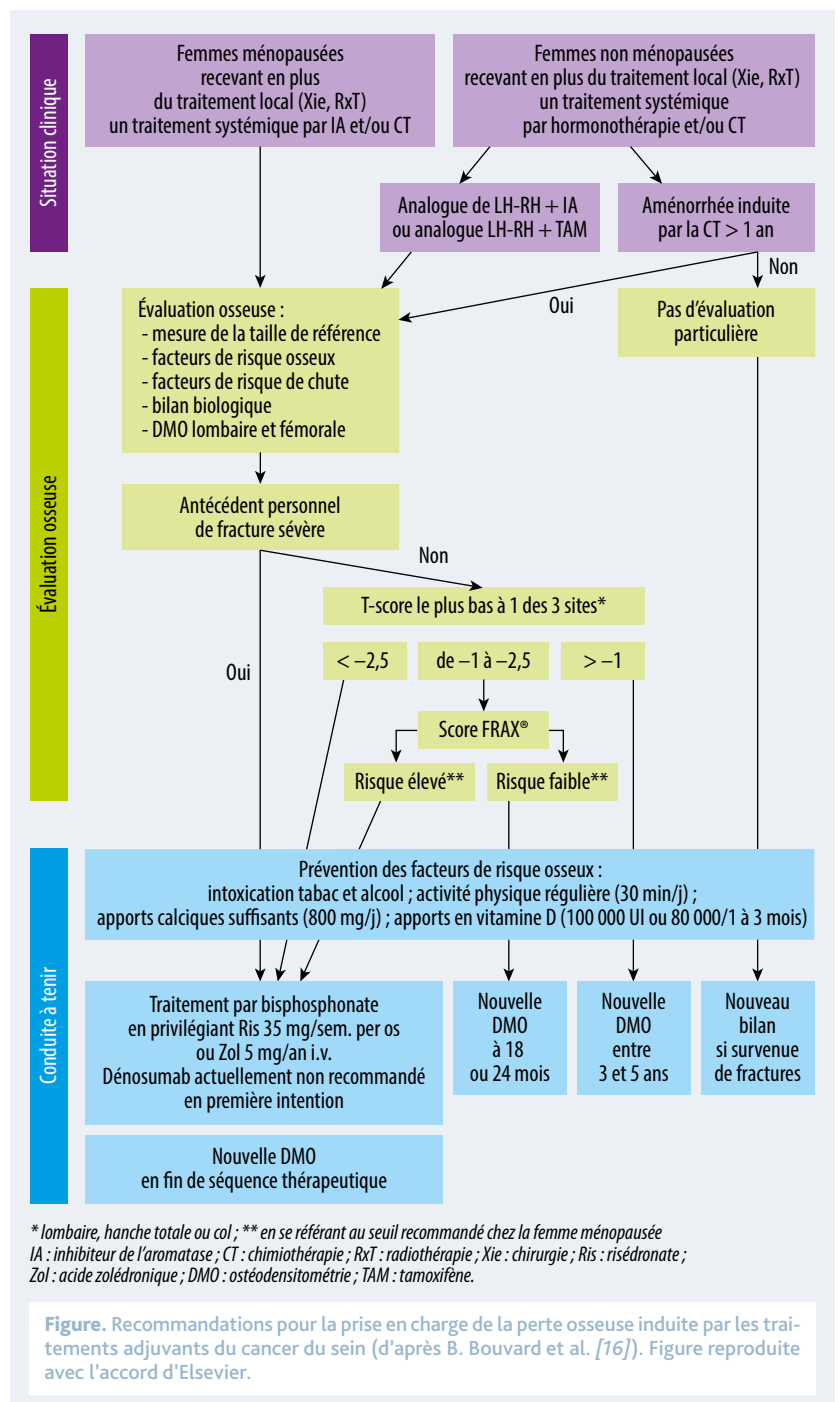 Situation clinique
Femmes ménopausées
recevant en plus
du traitement local (Xie, RxT)
un traitement systémique par IA et/ou CT
Femmes non ménopausées
recevant en plus du traitement local (Xie, RxT)
un traitement systémique
par hormonothérapie et/ou CT
Analogue de LH-RH + IA
ou analogue LH-RH + TAM
Aménorrhée induite
par la CT > 1 an
Non
Oui
Évaluation osseuse
Évaluation osseuse :
- mesure de la taille de référence
- facteurs de risque osseux
- facteurs de risque de chute
- bilan biologique
- DMO lombaire et fémorale
Pas d’évaluation
particulière
Antécédent personnel
de fracture sévère
Non
T-score le plus bas à 1 des 3 sites*
Oui
< –2,5
de –1 à –2,5
> –1
Score FRAX®
Risque élevé**
Risque faible**
Conduite à tenir
Prévention des facteurs de risque osseux :
intoxication tabac et alcool ; activité physique régulière (30 min/j) ;
apports calciques suffisants (800 mg/j) ; apports en vitamine D (100 000 UI ou 80 000/1 à 3 mois)
Traitement par bisphosphonate
en privilégiant Ris 35 mg/sem. per os
ou Zol 5 mg/an i.v.
Dénosumab actuellement non recommandé
en première intention
Nouvelle
DMO
à 18
ou 24 mois
Nouvelle
DMO
entre
3 et 5 ans
Nouveau
bilan
si survenue
de fractures
Nouvelle DMO
en fin de séquence thérapeutique
* lombaire, hanche totale ou col ; ** en se référant au seuil recommandé chez la femme ménopausée
IA : inhibiteur de l’aromatase ; CT : chimiothérapie ; RxT : radiothérapie ; Xie : chirurgie ; Ris : risédronate ;
Zol : acide zolédronique ; DMO : ostéodensitométrie ; TAM : tamoxifène.
Figure. Recommandations pour la prise en charge de la perte osseuse induite par les trai-
tements adjuvants du cancer du sein (d'après B. Bouvard et al. [16]). Figure reproduite
avec l'accord d'Elsevier.